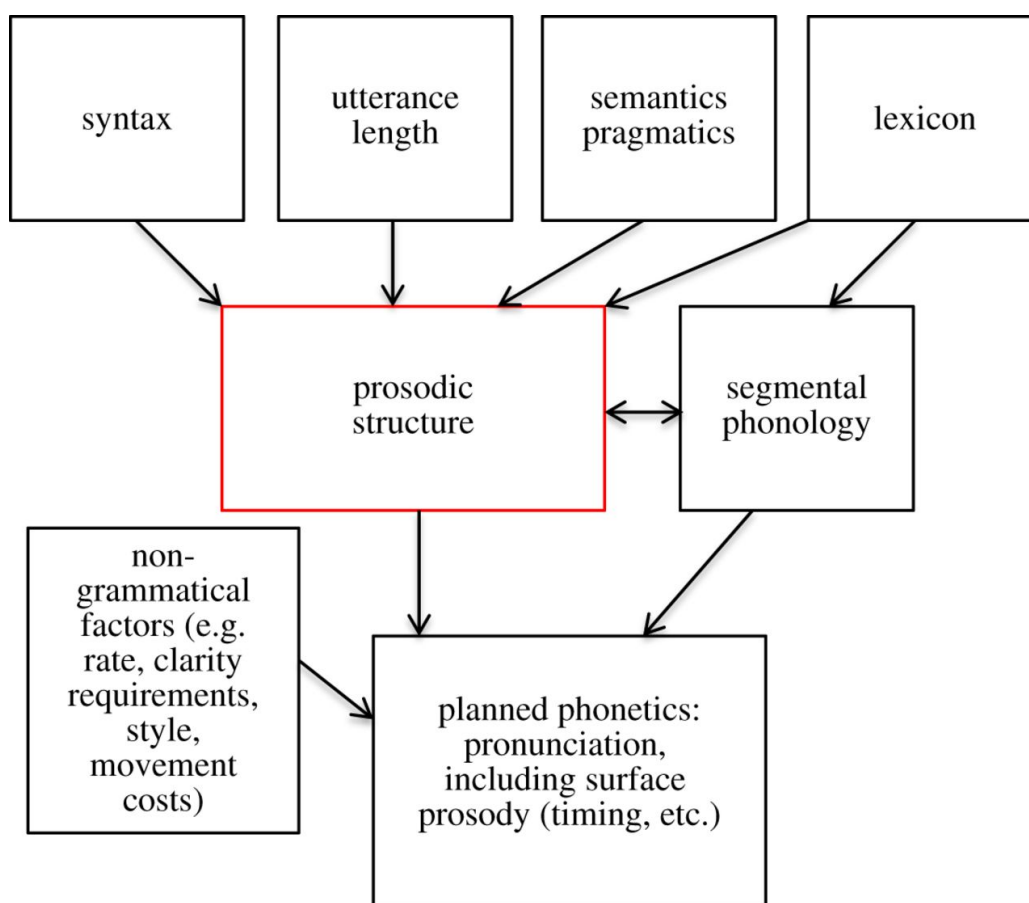 syntax
utterance
length
semantics
pragmatics
lexicon
prosodic
structure
segmental
phonology
non-
grammatical
factors (e.g.
rate, clarity
requirements,
style,
movement
costs)
planned phonetics:
pronunciation,
including surface
prosody (timing, etc.)